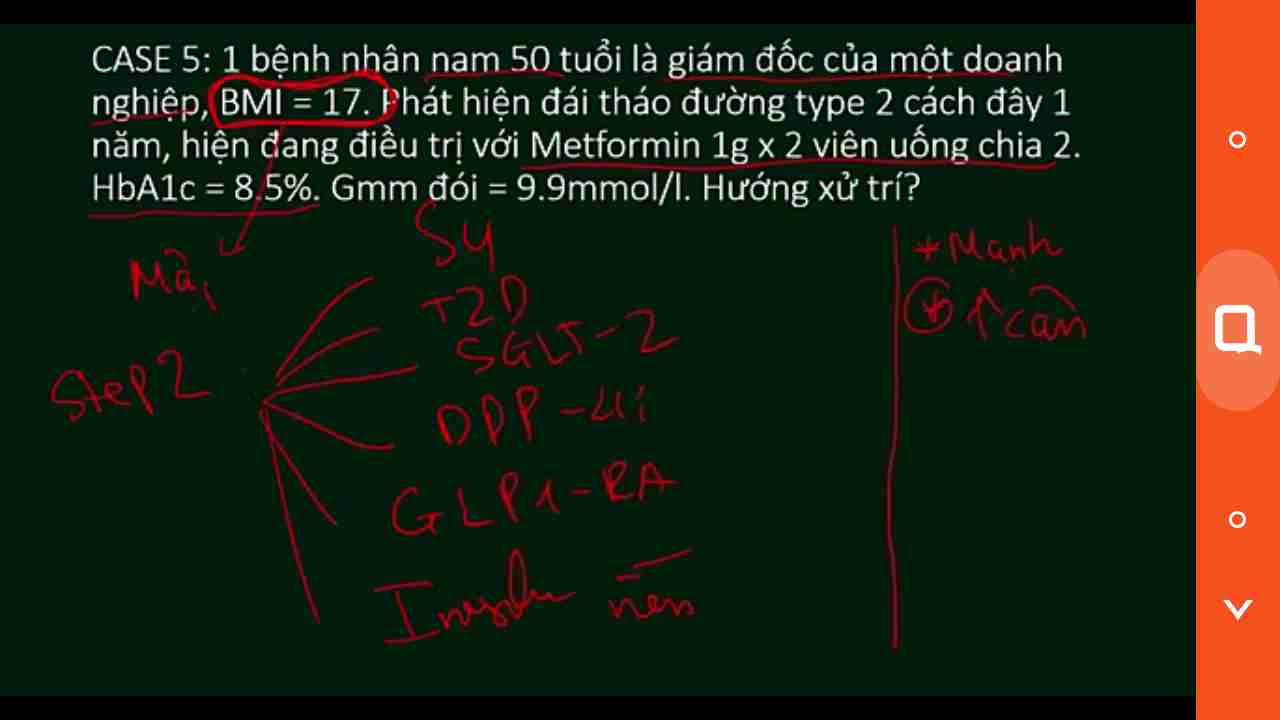 CASE 5: 1 bệnh nhân nam 50 tuổi là giám đốc của một doanh
nghiệp, BMI = 17. Phát hiện đái tháo đường type 2 cách đây 1
năm, hiện đang điều trị với Metformin 1g x 2 viên uống chia 2.
HbA1c = 8.5%. Gmm đói = 9.9mmol/l. Hướng xử trí?
SU
T2D
SGLT-2
Step 2
DPP-4i
GLP1-RA
Insulin nền
* Mạnh
* ↑ cân